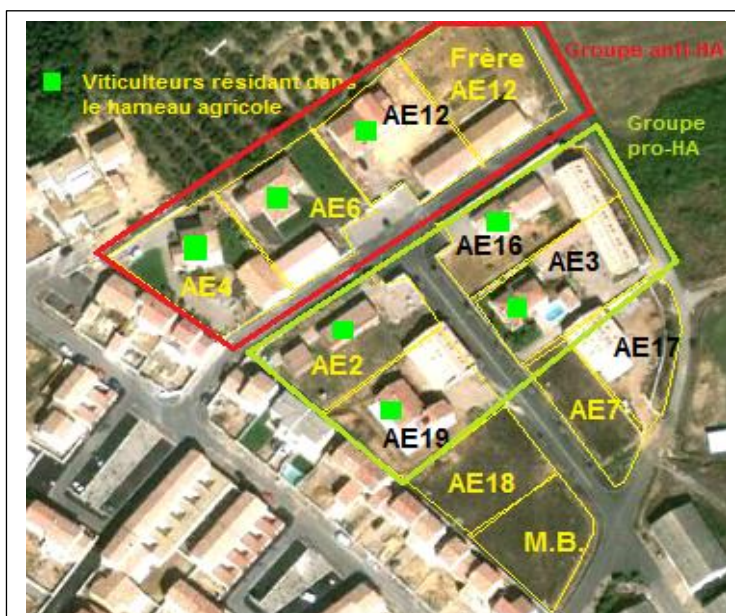 Viticulteurs résidant dans
le hameau agricole
Groupe anti-HA
Frère
AE12
AE12
Groupe
pro-HA
AE6
AE16
AE4
AE3
AE2
AE17
AE7
AE19
AE18
M.B.